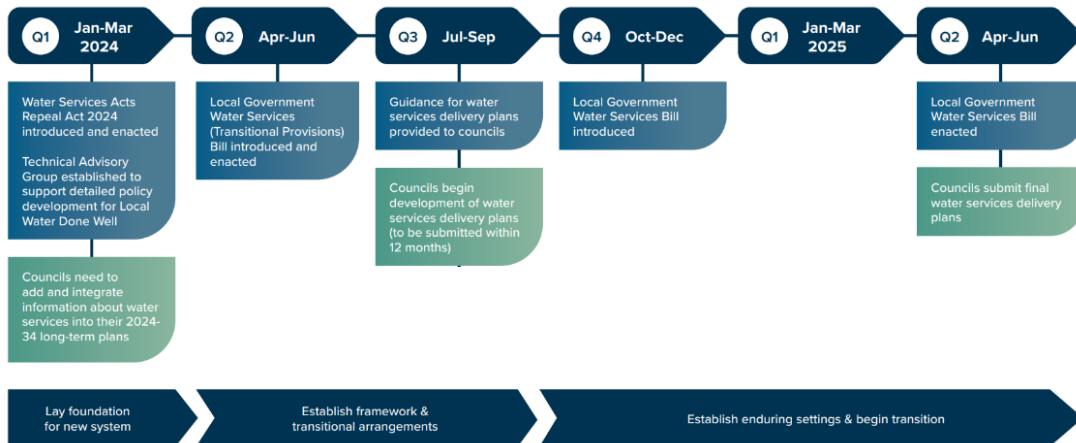 Q1
Jan-Mar
2024
Q2
Apr-Jun
Q3
Jul-Sep
Q4
Oct-Dec
Q1
Jan-Mar
2025
Q2
Apr-Jun
Water Services Acts
Repeal Act 2024
introduced and enacted
Technical Advisory
Group established to
support detailed policy
development for Local
Water Done Well
Councils need to
add and integrate
information about water
services into their 2024-
34 long-term plans
Local Government
Water Services
(Transitional Provisions)
Bill introduced and
enacted
Guidance for water
services delivery plans
provided to councils
Councils begin
development of water
services delivery plans
(to be submitted within
12 months)
Local Government
Water Services Bill
introduced
Local Government
Water Services Bill
enacted
Councils submit final
water services delivery
plans
Lay foundation
for new system
Establish framework &
transitional arrangements
Establish enduring settings & begin transition